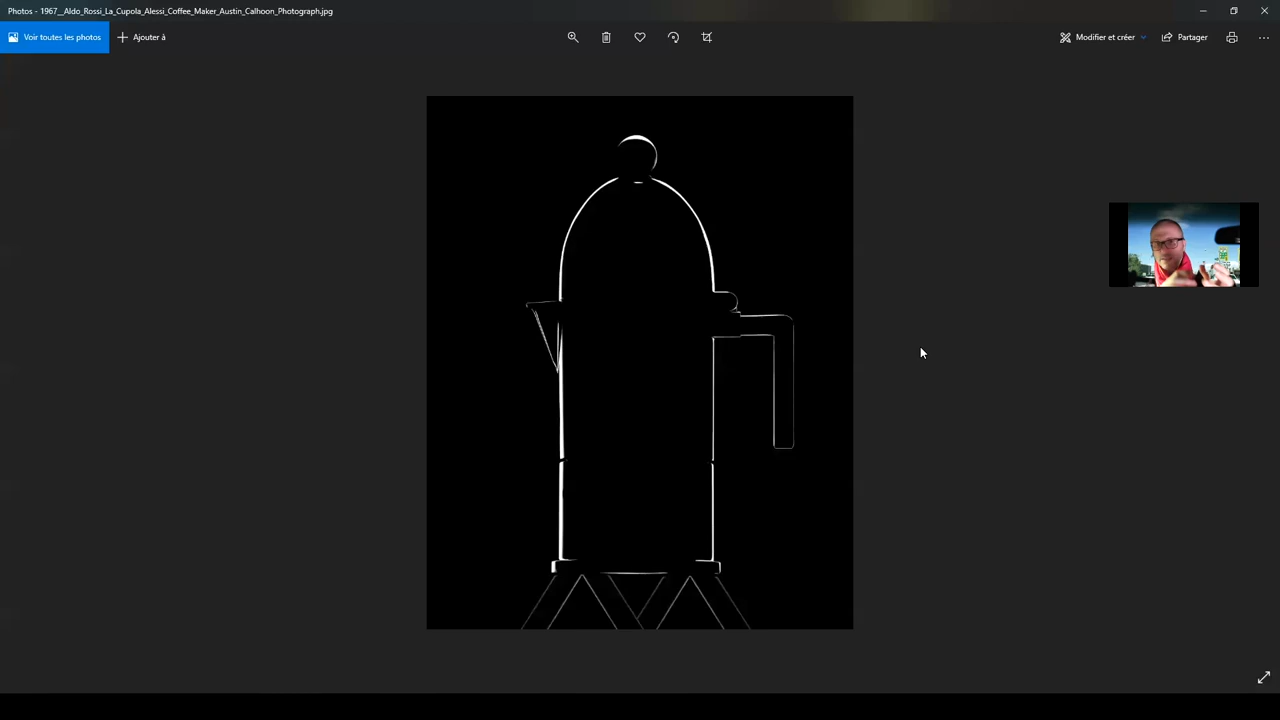 Photos - 1967__Aldo_Rossi_La_Cupola_Alessi_Coffee_Maker_Austin_Calhoon_Photograph.jpg
Voir toutes les photos
Ajouter à
Modifier et créer
Partager